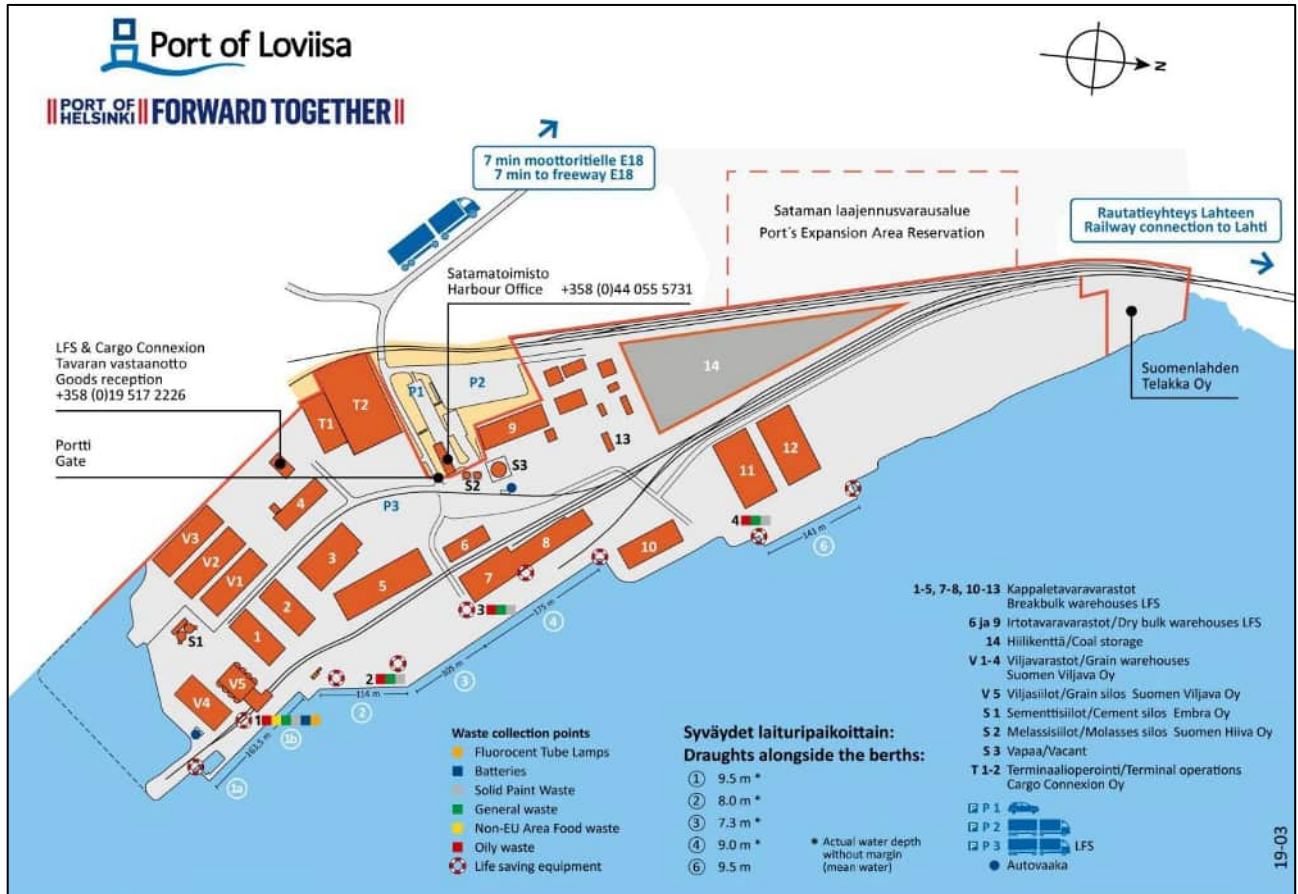 Port of Loviisa
PORT OF HELSINKI FORWARD TOGETHER
N
7 min moottoritielle E18
7 min to freeway E18
Sataman laajennusvarausalue
Port´s Expansion Area Reservation
Rautatieyhteys Lahteen
Railway connection to Lahti
Satamatoimisto
Harbour Office +358 (0)44 055 5731
LFS & Cargo Connexion
Tavaran vastaanotto
Goods reception
+358 (0)19 517 2226
Portti
Gate
Suomenlahden
Telakka Oy
14
P2
P1
T2
T1
9
13
S3
S2
11
12
4
P3
V3
V2
V1
3
6
8
5
7
10
4
141 m
6
2
1
S1
3
175 m
4
V5
V4
2
105 m
3
114 m
2
1
1b
163,5 m
1a
Waste collection points
Fluorocent Tube Lamps
Batteries
Solid Paint Waste
General waste
Non-EU Area Food waste
Oily waste
Life saving equipment
Syväydet laituripaikoittain:
Draughts alongside the berths:
1 9.5 m *
2 8.0 m *
3 7.3 m *
4 9.0 m *
6 9.5 m
* Actual water depth
without margin
(mean water)
1-5, 7-8, 10-13 Kappaletavaravarastot
Breakbulk warehouses LFS
6 ja 9 Irtotavaravarastot/Dry bulk warehouses LFS
14 Hiilikenttä/Coal storage
V 1-4 Viljavarastot/Grain warehouses
Suomen Viljava Oy
V 5 Viljasiilot/Grain silos Suomen Viljava Oy
S 1 Sementtisiilot/Cement silos Embra Oy
S 2 Melassisiilot/Molasses silos Suomen Hiiva Oy
S 3 Vapaa/Vacant
T 1-2 Terminaalioperointi/Terminal operations
Cargo Connexion Oy
P P 1
P P 2
P P 3 LFS
Autovaaka
19-03